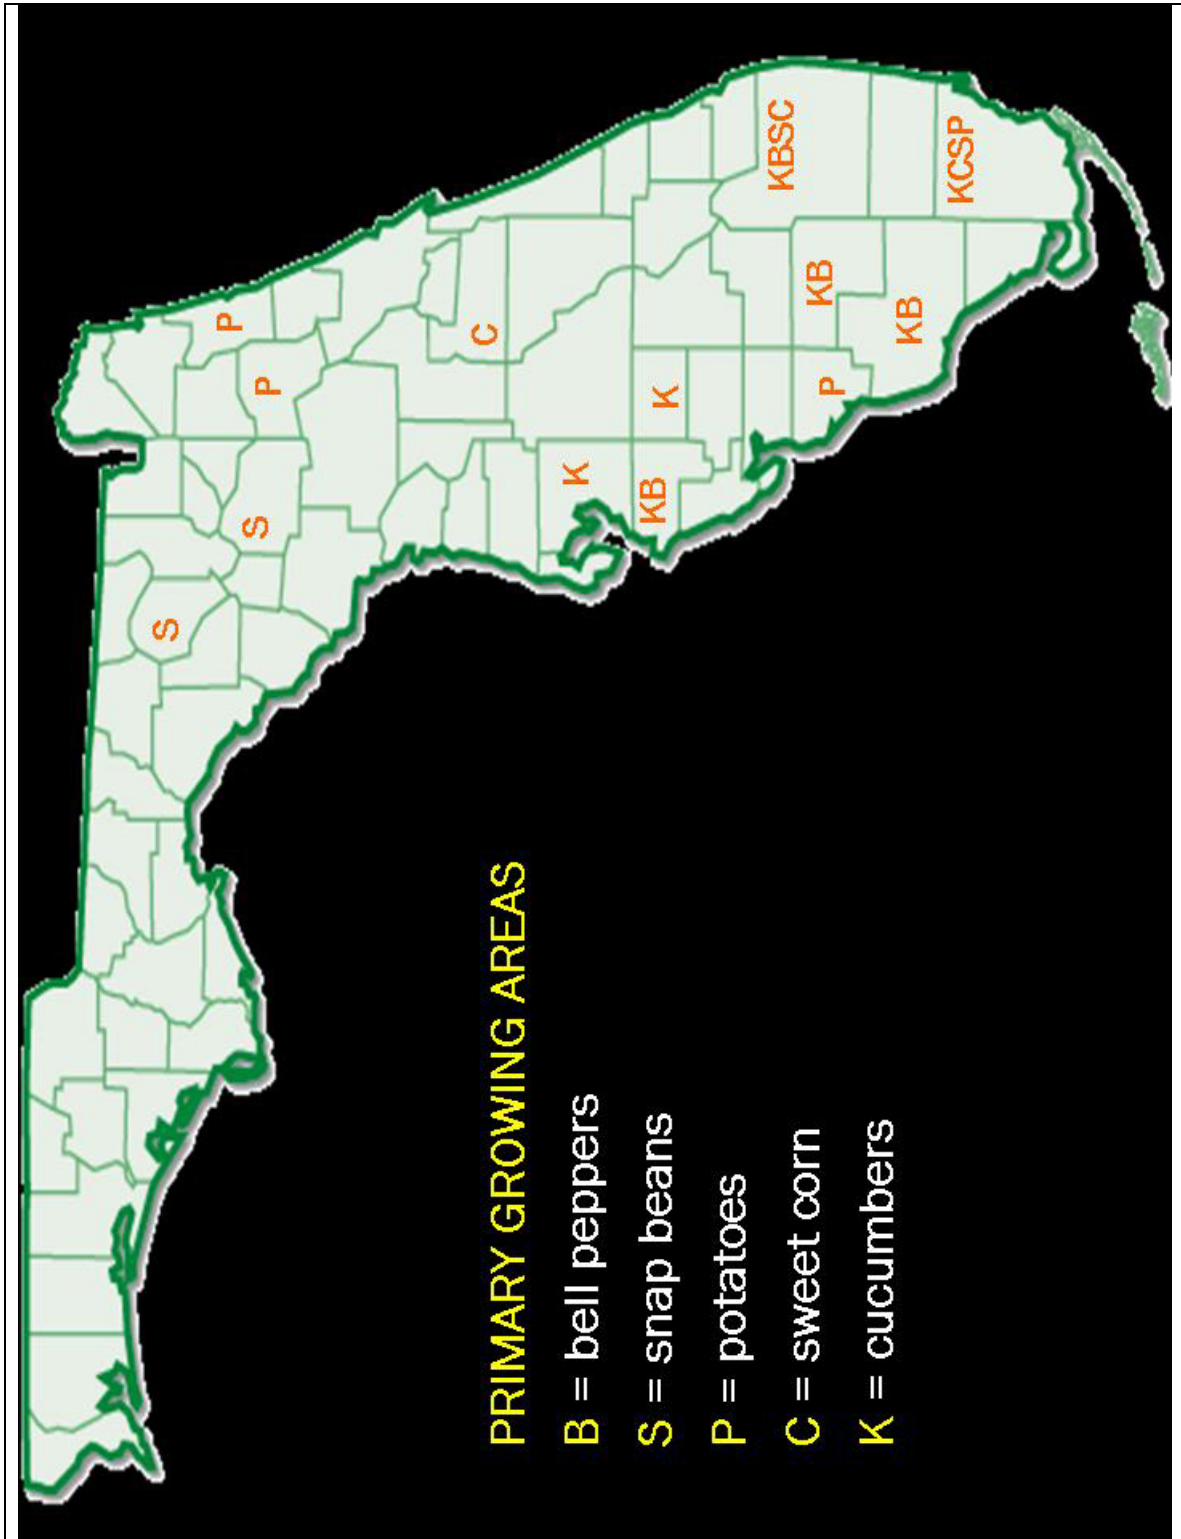 S
P
S
P
C
K
KB
K
KBSC
KB
P
KB
KCSP
PRIMARY GROWING AREAS
B = bell peppers
S = snap beans
P = potatoes
C = sweet corn
K = cucumbers